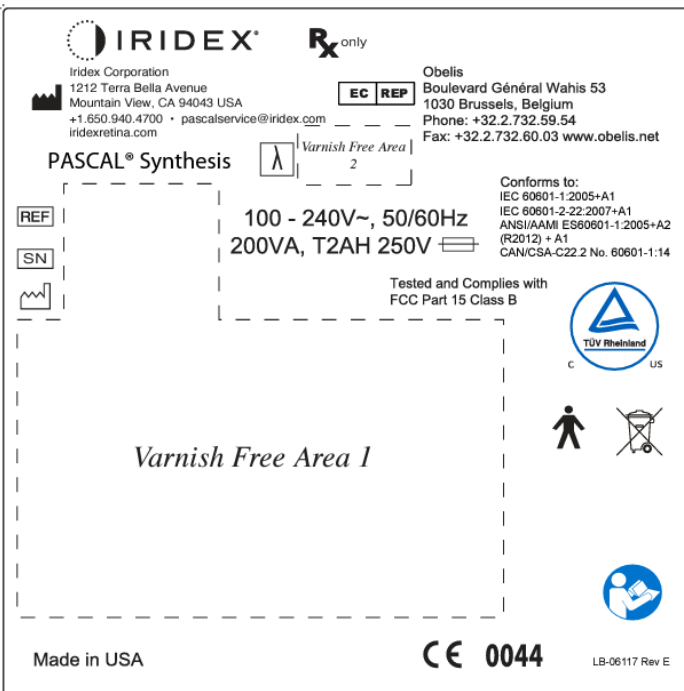 IRIDEX®
Rx only
Iridex Corporation
1212 Terra Bella Avenue
Mountain View, CA 94043 USA
+1.650.940.4700 • pascalservice@iridex.com
iridexretina.com
EC REP
Obelis
Boulevard Général Wahis 53
1030 Brussels, Belgium
Phone: +32.2.732.59.54
Fax: +32.2.732.60.03 www.obelis.net
PASCAL® Synthesis
λ
Varnish Free Area
2
REF
SN
100 - 240V~, 50/60Hz
200VA, T2AH 250V
Conforms to:
IEC 60601-1:2005+A1
IEC 60601-2-22:2007+A1
ANSI/AAMI ES60601-1:2005+A2
(R2012) + A1
CAN/CSA-C22.2 No. 60601-1:14
Tested and Complies with
FCC Part 15 Class B
TÜV Rheinland
C US
Varnish Free Area 1
Made in USA
CE 0044
LB-06117 Rev E